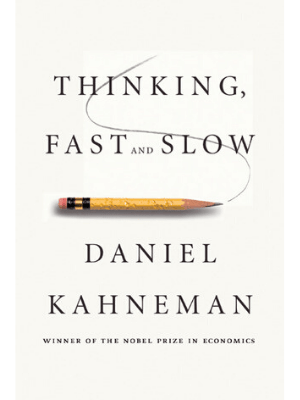 THINKING,
FAST AND SLOW
DANIEL
KAHNEMAN
WINNER OF THE NOBEL PRIZE IN ECONOMICS